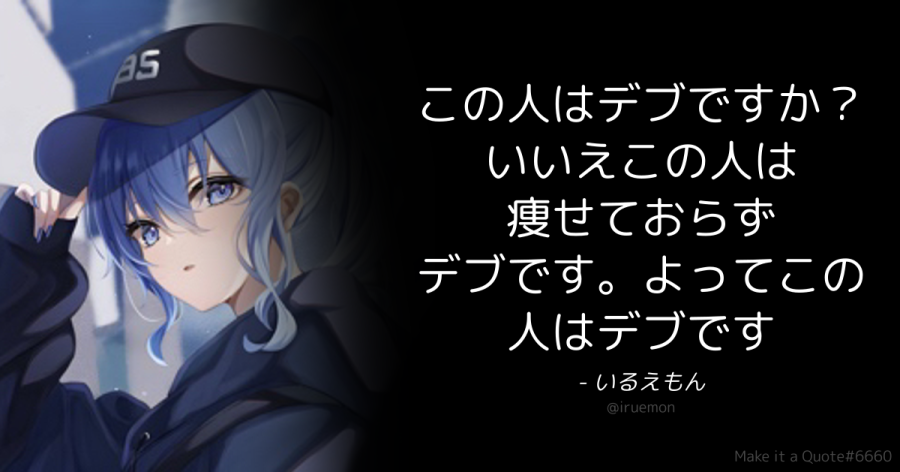 as
この人はデブですか？
いいえこの人は
痩せておらず
デブです。よってこの
人はデブです
- いるえもん
@iruemon
Make it a Quote#6660